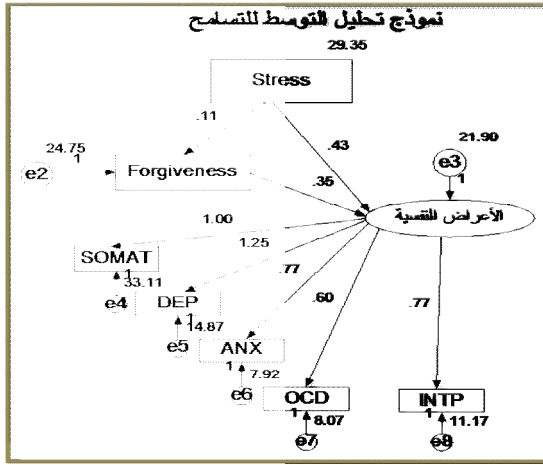 نموذج تحليل التوسط للتسامح
29.35
Stress
.11
24.75
1
.43
21.90
e2
Forgiveness
e3
1
.35
الأعراض النفسية
1.00
1.25
SOMAT
1
.77
33.11
e4
DEP
.60
.77
1
14.87
e5
ANX
1
7.92
e6
OCD
INTP
1
8.07
1
11.17
e7
e8